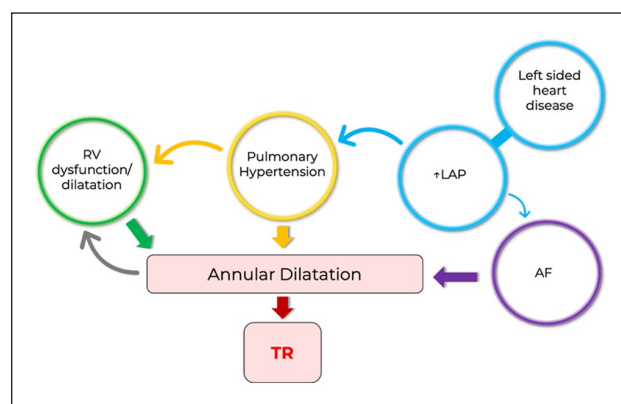 Left sided
heart
disease
RV
dysfunction/
dilatation
Pulmonary
Hypertension
↑LAP
Annular Dilatation
AF
TR